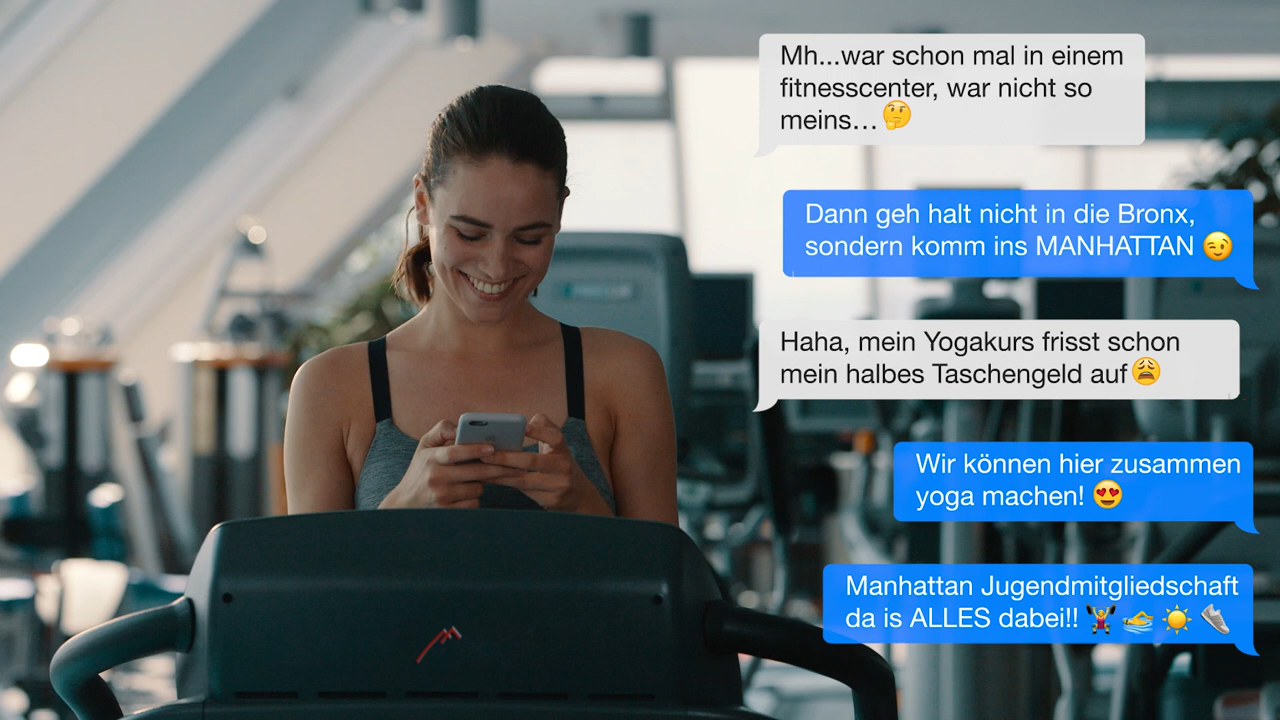 Mh...war schon mal in einem
fitnesscenter, war nicht so
meins...🤔
Dann geh halt nicht in die Bronx,
sondern komm ins MANHATTAN 😉
Haha, mein Yogakurs frisst schon
mein halbes Taschengeld auf😩
Wir können hier zusammen
yoga machen! 😍
Manhattan Jugendmitgliedschaft
da is ALLES dabei!! 🏋️‍♀️ 🏊 ☀️ 👟